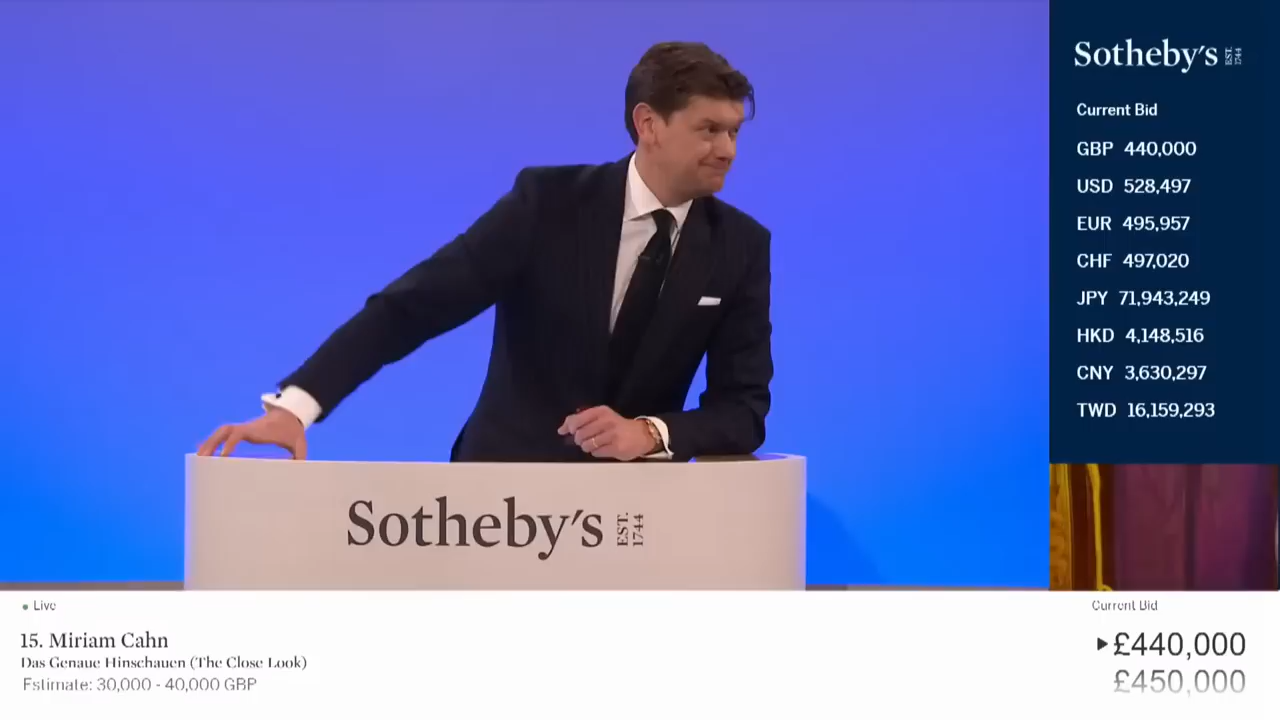 Sotheby's EST. 1744
Current Bid
GBP 440,000
USD 528,497
EUR 495,957
CHF 497,020
JPY 71,943,249
HKD 4,148,516
CNY 3,630,297
TWD 16,159,293
Sotheby's EST. 1744
Live
15. Miriam Cahn
Das Genaue Hinschauen (The Close Look)
Estimate: 30,000 - 40,000 GBP
Current Bid
£440,000
£450,000